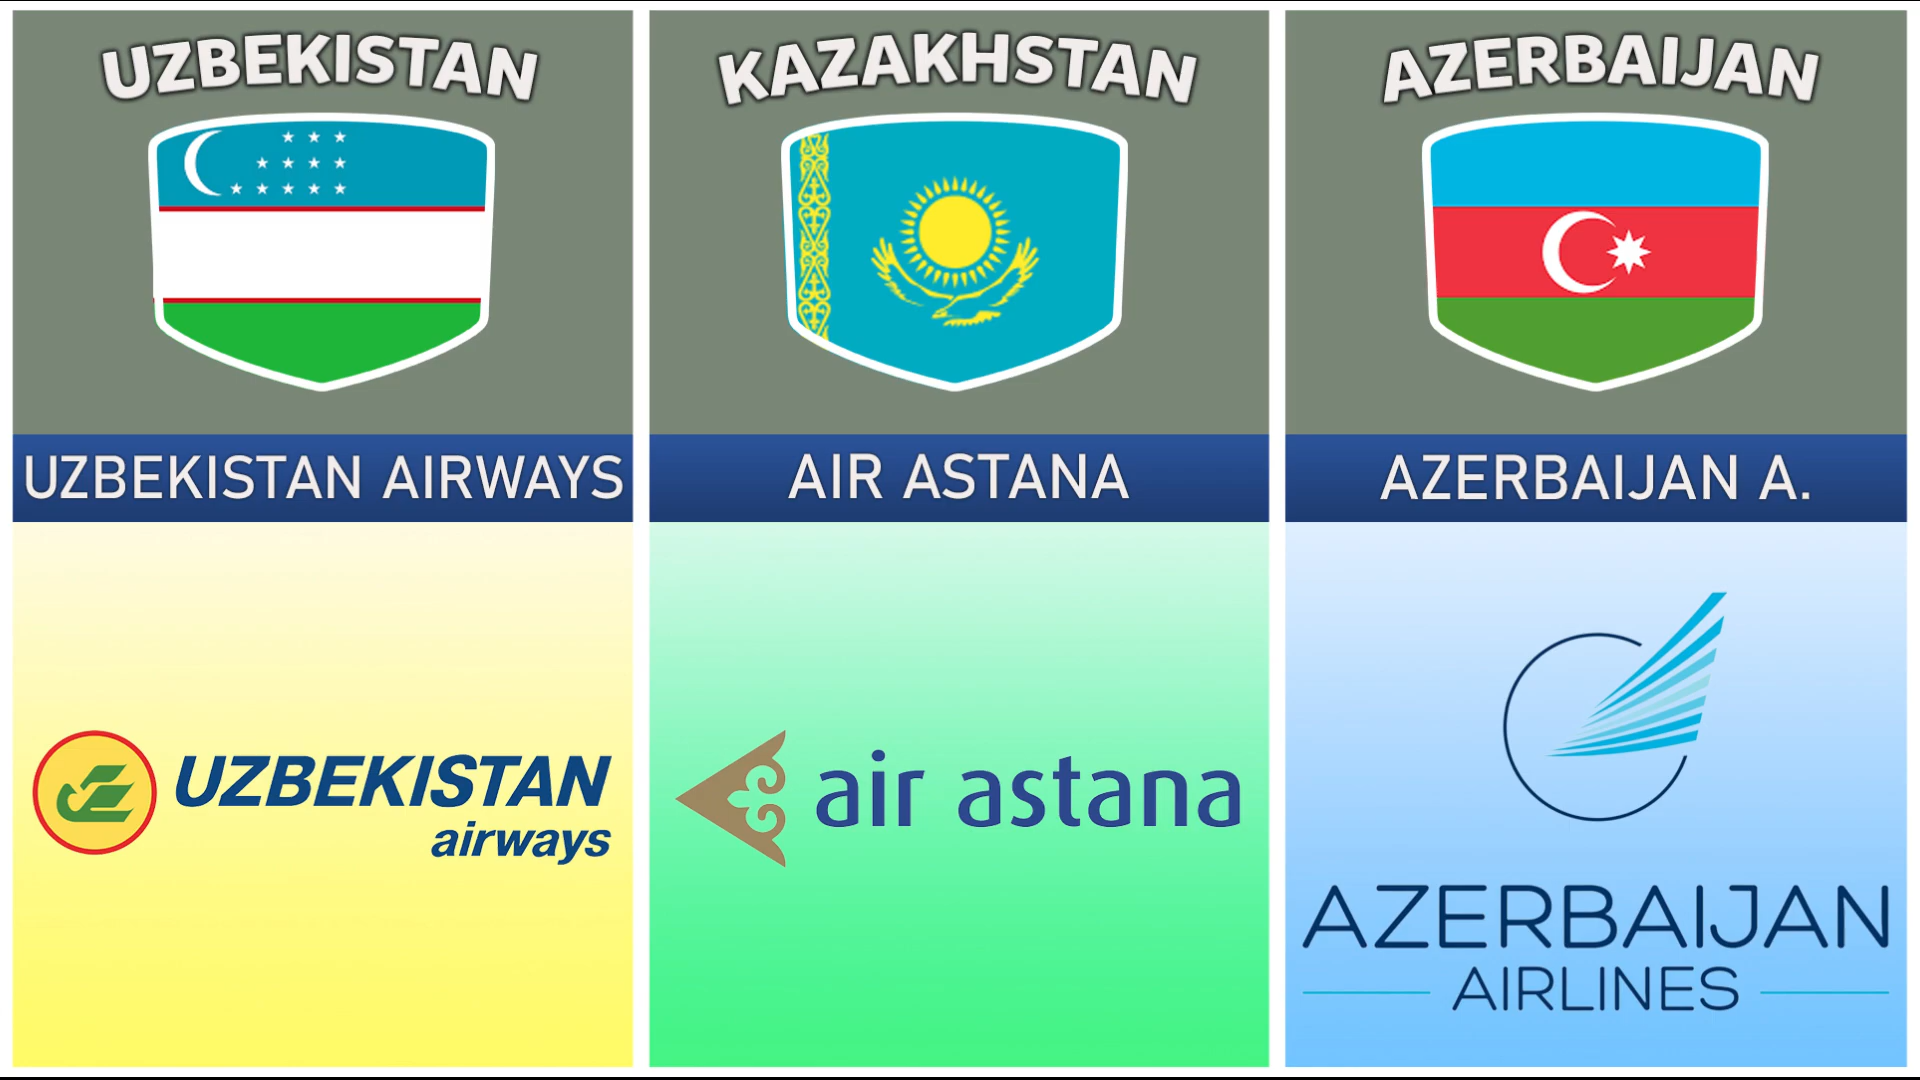 UZBEKISTAN
UZBEKISTAN AIRWAYS
UZBEKISTAN
airways
KAZAKHSTAN
AIR ASTANA
air astana
AZERBAIJAN
AZERBAIJAN A.
AZERBAIJAN
AIRLINES